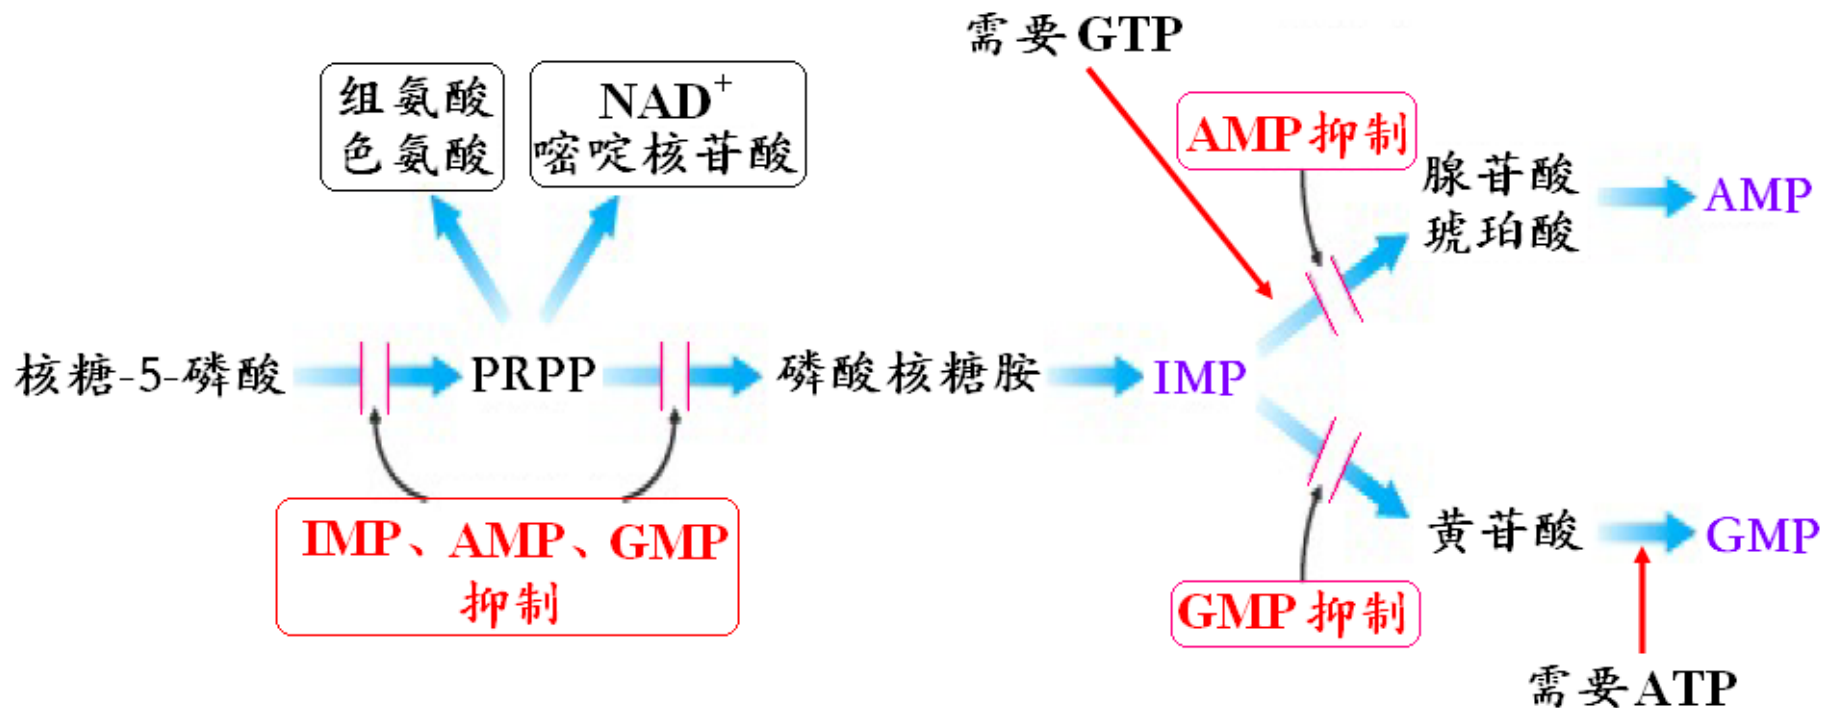 需要GTP
组氨酸
色氨酸
NAD+
嘧啶核苷酸
AMP抑制
腺苷酸
琥珀酸
AMP
核糖-5-磷酸
PRPP
磷酸核糖胺
IMP
IMP、AMP、GMP
抑制
黄苷酸
GMP
GMP抑制
需要ATP